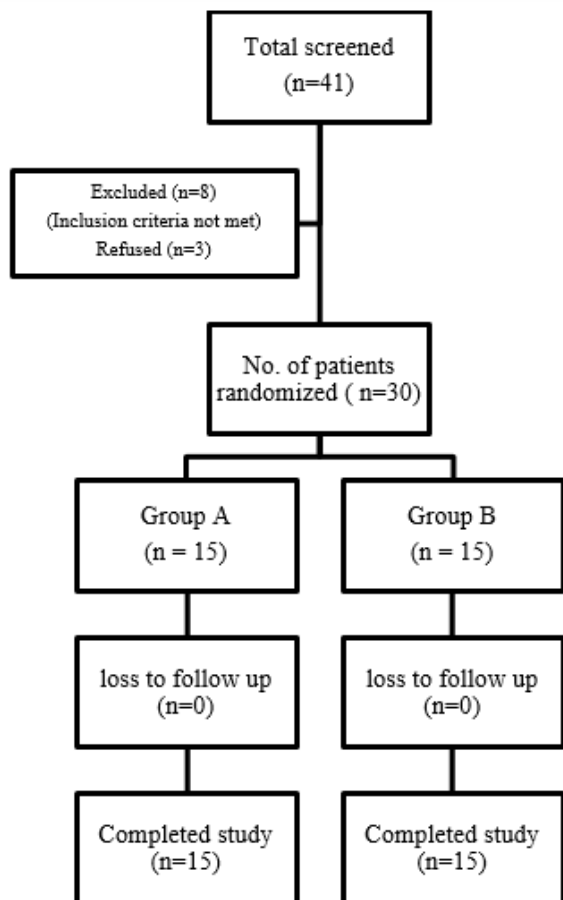 Total screened
(n=41)
Excluded (n=8)
(Inclusion criteria not met)
Refused (n=3)
No. of patients
randomized ( n=30)
Group A
(n = 15)
Group B
(n = 15)
loss to follow up
(n=0)
loss to follow up
(n=0)
Completed study
(n=15)
Completed study
(n=15)